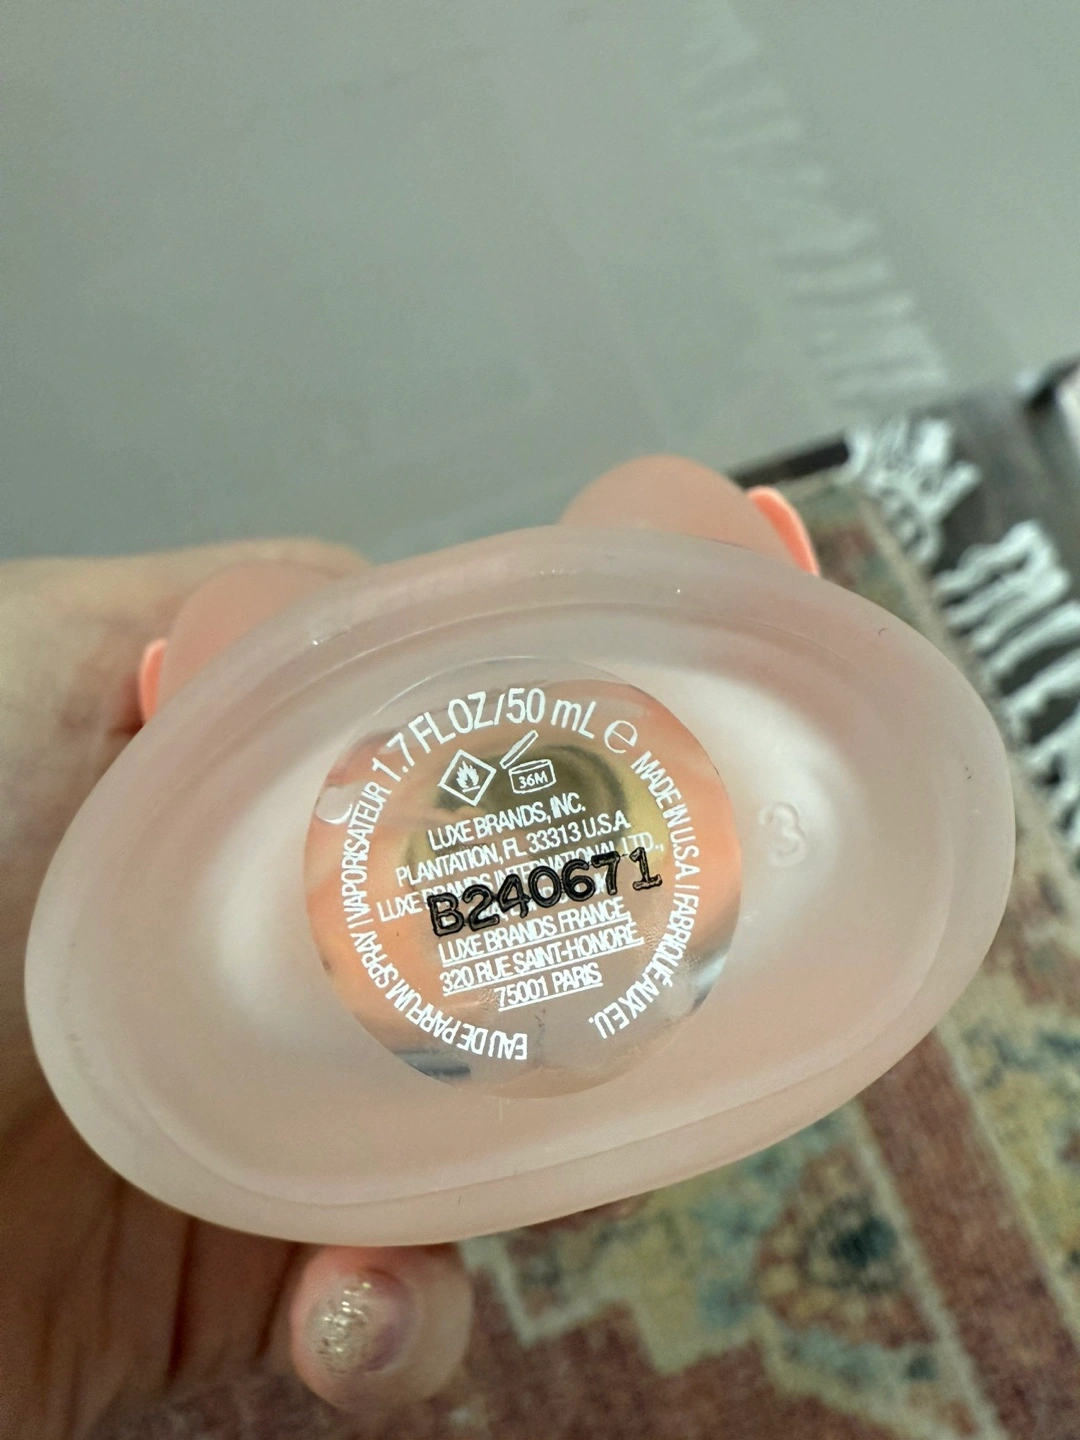 EAU DE PARFUM SPRAY / VAPORISATEUR 1.7 FL OZ/50 mL ℮ MADE IN U.S.A. / FABRIQUÉ AUX E.U.
36M
LUXE BRANDS, INC.
PLANTATION, FL 33313 U.S.A.
LUXE BRANDS INTERNATIONAL LTD.,
B240671
LUXE BRANDS FRANCE,
320 RUE SAINT-HONORÉ,
75001 PARIS
3